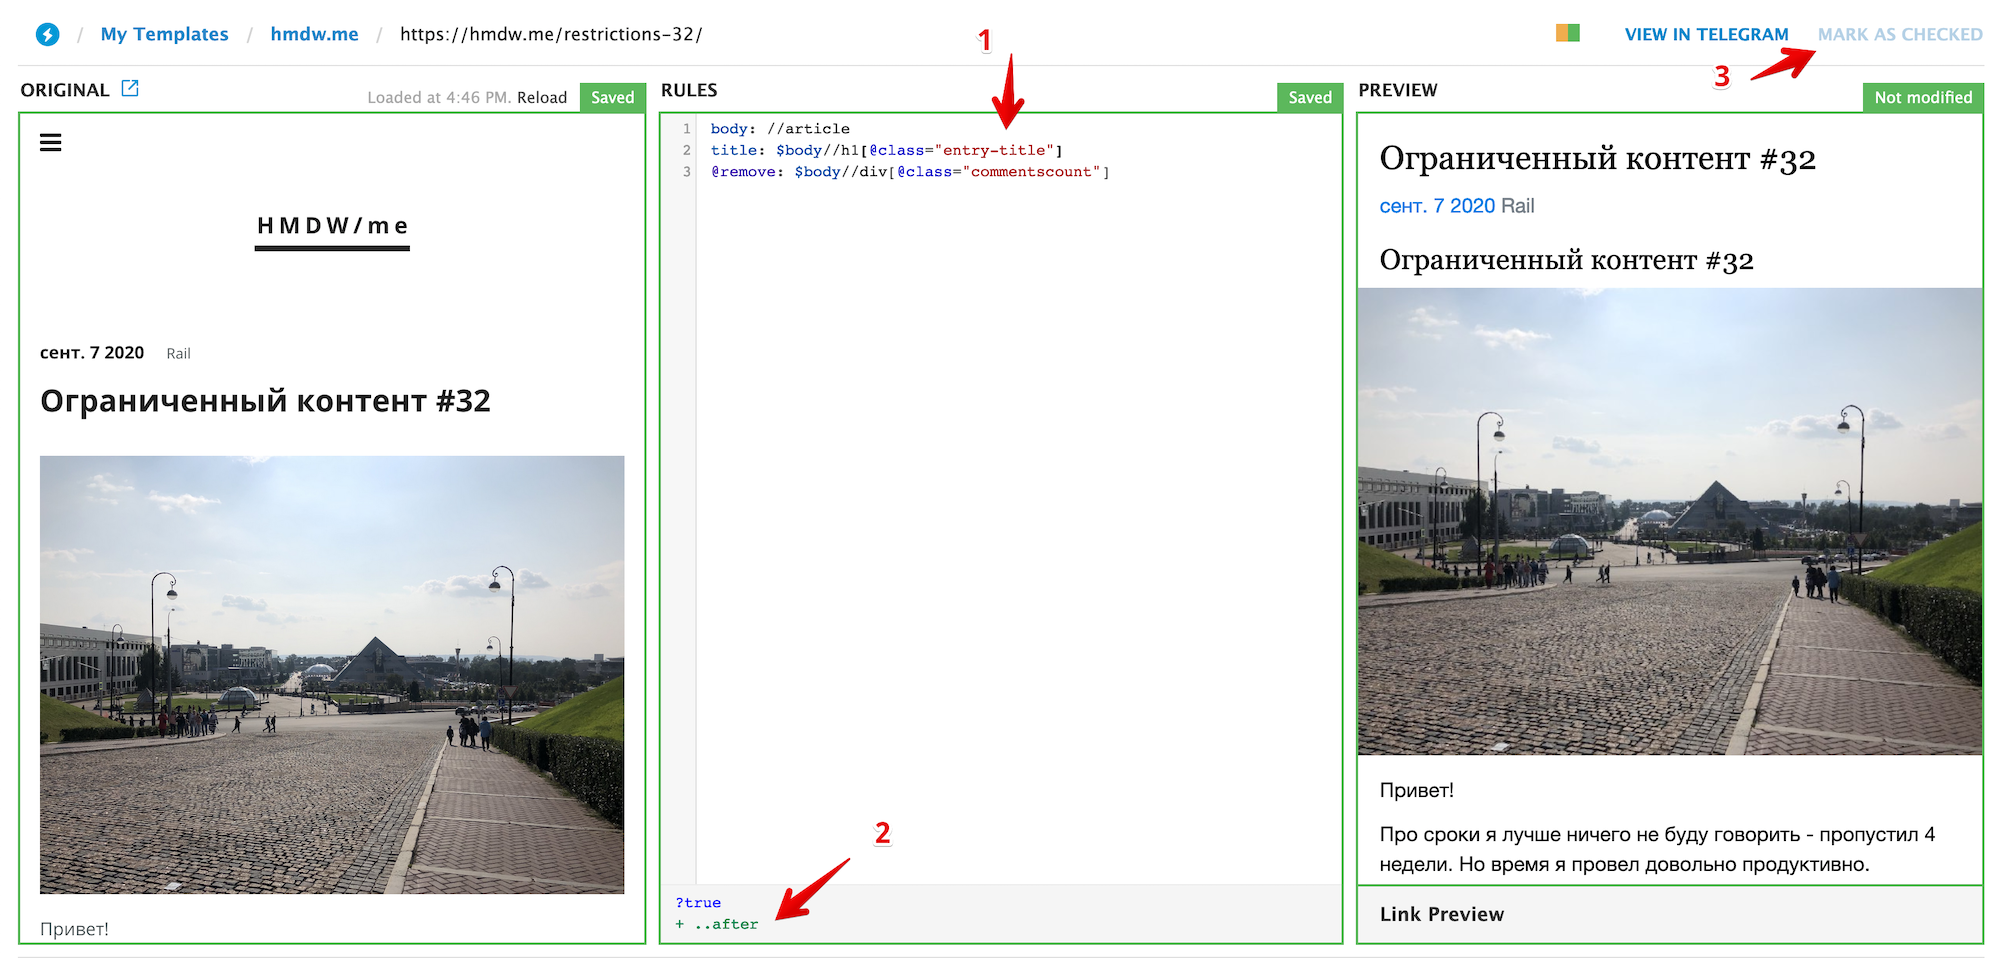 / My Templates / hmdw.me / https://hmdw.me/restrictions-32/
1
VIEW IN TELEGRAM
MARK AS CHECKED
3
ORIGINAL
Loaded at 4:46 PM. Reload
Saved
HMDW/me
сент. 7 2020 Rail
Ограниченный контент #32
Привет!
RULES
Saved
1 body: //article
2 title: $body//h1[@class="entry-title"]
3 @remove: $body//div[@class="commentscount"]
2
?true
+ ..after
PREVIEW
Not modified
Ограниченный контент #32
сент. 7 2020 Rail
Ограниченный контент #32
Привет!
Про сроки я лучше ничего не буду говорить - пропустил 4
недели. Но время я провел довольно продуктивно.
Link Preview